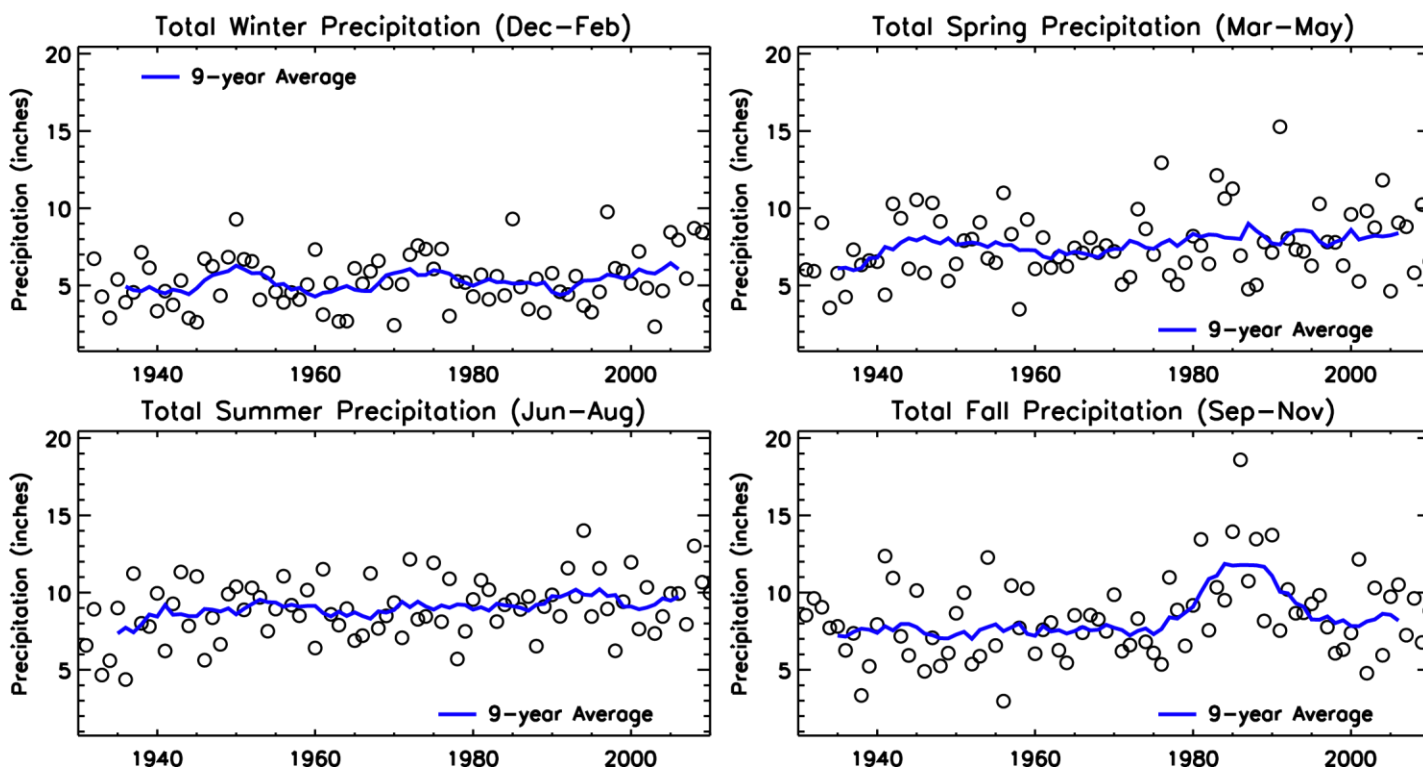 Total Winter Precipitation (Dec-Feb)
Precipitation (inches)
20
15
10
5
9-year Average
1940 1960 1980 2000
Total Spring Precipitation (Mar-May)
Precipitation (inches)
20
15
10
5
9-year Average
1940 1960 1980 2000
Total Summer Precipitation (Jun-Aug)
Precipitation (inches)
20
15
10
5
9-year Average
1940 1960 1980 2000
Total Fall Precipitation (Sep-Nov)
Precipitation (inches)
20
15
10
5
9-year Average
1940 1960 1980 2000